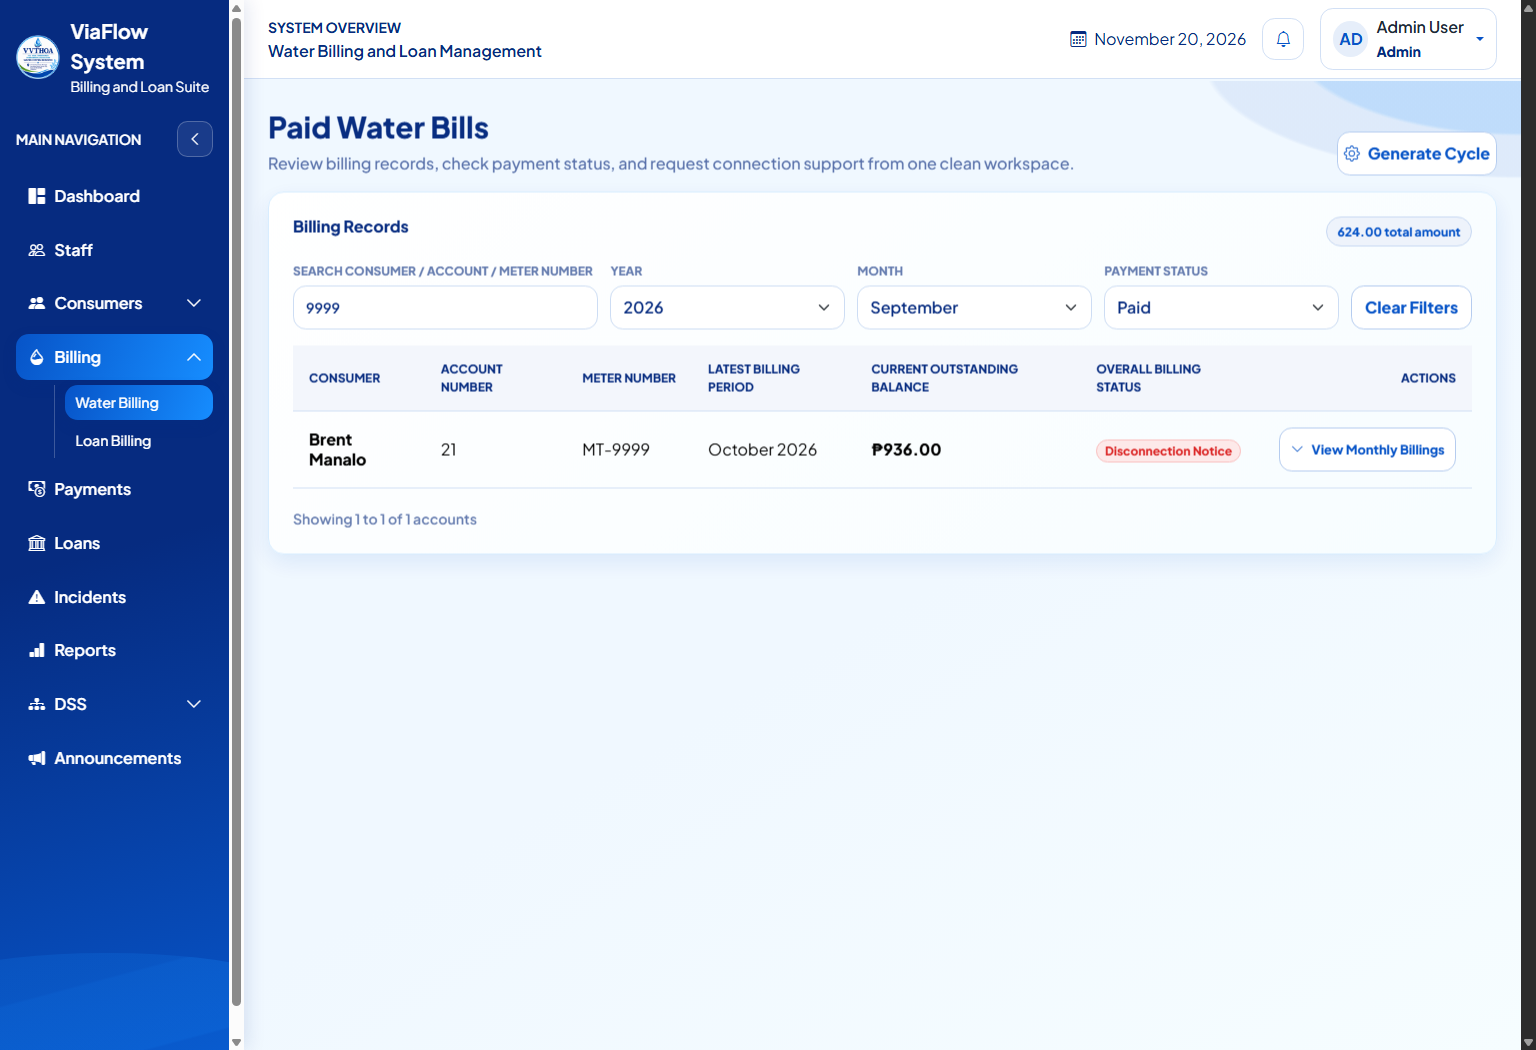 ViaFlow
System
Billing and Loan Suite
VVTHOA
MAIN NAVIGATION
Dashboard
Staff
Consumers
Billing
Water Billing
Loan Billing
Payments
Loans
Incidents
Reports
DSS
Announcements
SYSTEM OVERVIEW
Water Billing and Loan Management
November 20, 2026
AD
Admin User
Admin
Paid Water Bills
Review billing records, check payment status, and request connection support from one clean workspace.
Generate Cycle
Billing Records
624.00 total amount
SEARCH CONSUMER / ACCOUNT / METER NUMBER
YEAR
MONTH
PAYMENT STATUS
9999
2026
September
Paid
Clear Filters
CONSUMER
ACCOUNT
NUMBER
METER NUMBER
LATEST BILLING
PERIOD
CURRENT OUTSTANDING
BALANCE
OVERALL BILLING
STATUS
ACTIONS
Brent
Manalo
21
MT-9999
October 2026
₱936.00
Disconnection Notice
View Monthly Billings
Showing 1 to 1 of 1 accounts